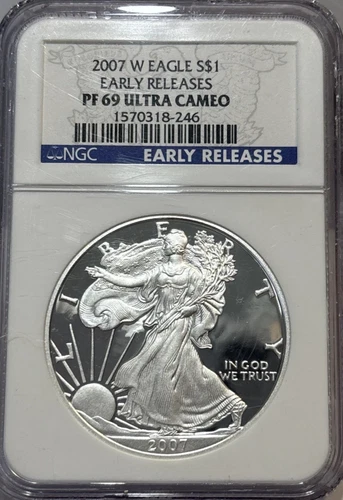 2007 W EAGLE S$1
EARLY RELEASES
PF 69 ULTRA CAMEO
1570318-246
NGC EARLY RELEASES
LIBERTY
IN GOD
WE TRUST
2007